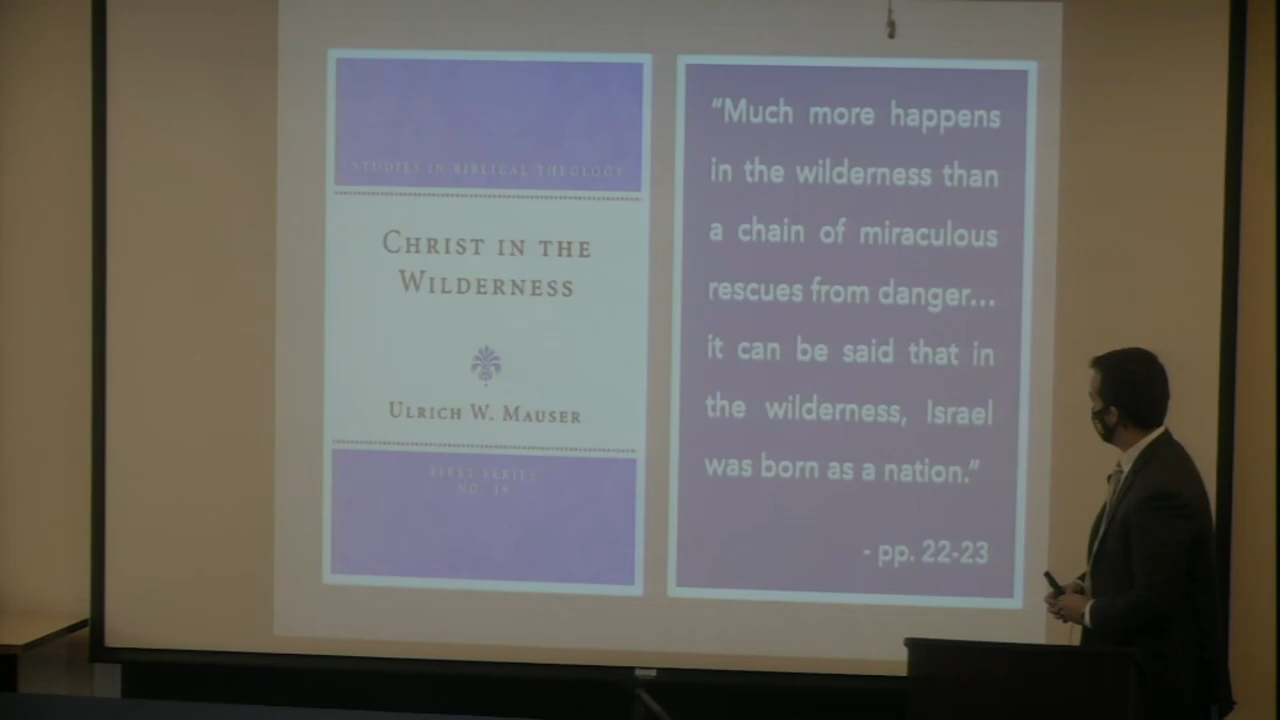 STUDIES IN BIBLICAL THEOLOGY
CHRIST IN THE
WILDERNESS
ULRICH W. MAUSER
FIRST SERIES
“Much more happens
in the wilderness than
a chain of miraculous
rescues from danger...
it can be said that in
the wilderness, Israel
was born as a nation.”
- pp. 22-23